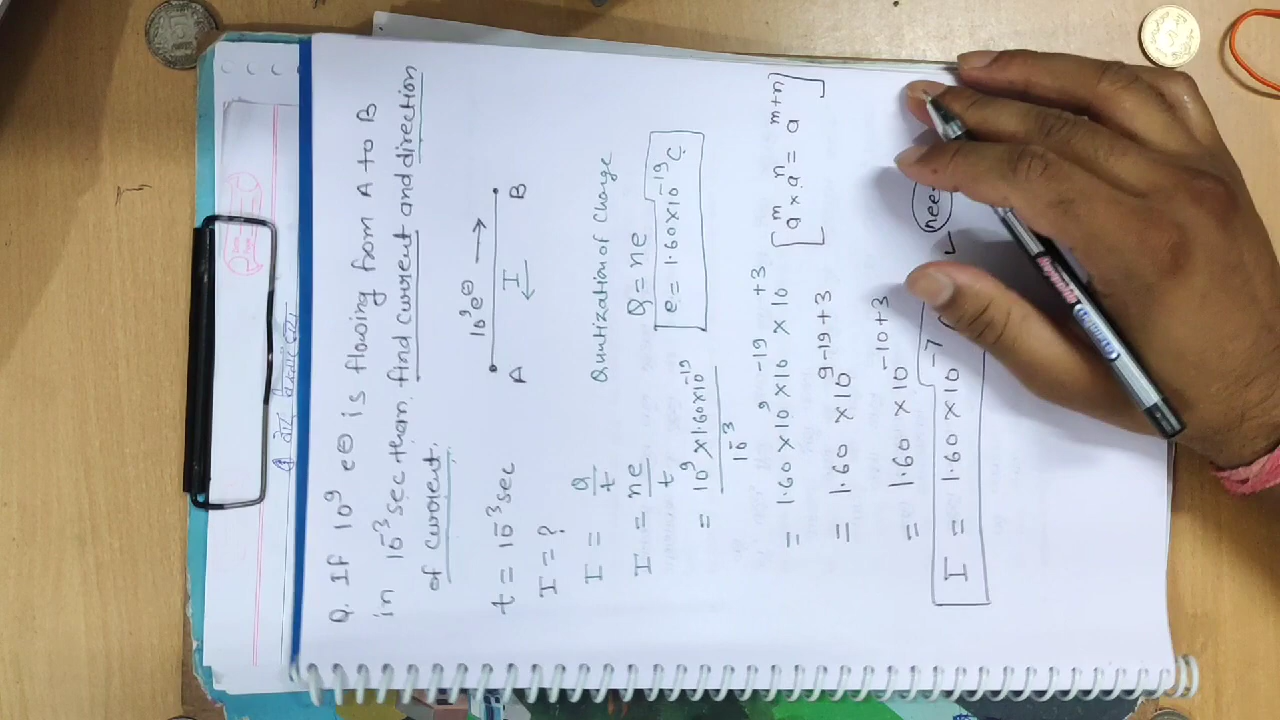 Q. If 10⁹ e⊖ is flowing from A to B
in 10⁻³ sec then find current and direction
of current.
10⁹e⊖ →
A B
← I
t = 10⁻³ sec
I = ?
I = Q/t
Quntization of Charge
I = ne/t
Q = ne
e = 1.60×10⁻¹⁹ C
= 10⁹ × 1.60×10⁻¹⁹ / 10⁻³
= 1.60 × 10⁹ × 10⁻¹⁹ × 10⁺³ [aᵐ × aⁿ = aᵐ⁺ⁿ]
= 1.60 × 10⁹⁻¹⁹⁺³
= 1.60 × 10⁻¹⁰⁺³
I = 1.60 × 10⁻⁷